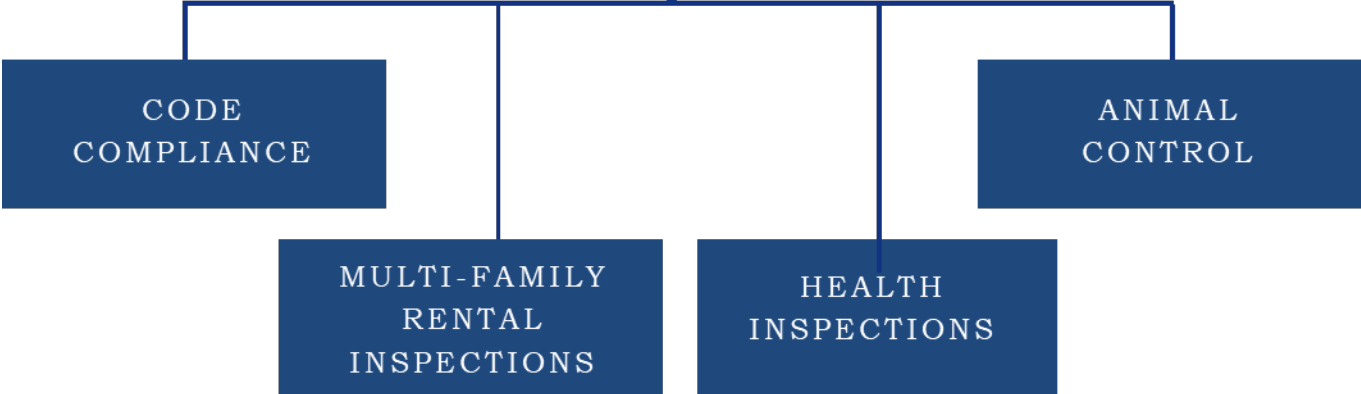 CODE
COMPLIANCE
MULTI-FAMILY
RENTAL
INSPECTIONS
HEALTH
INSPECTIONS
ANIMAL
CONTROL